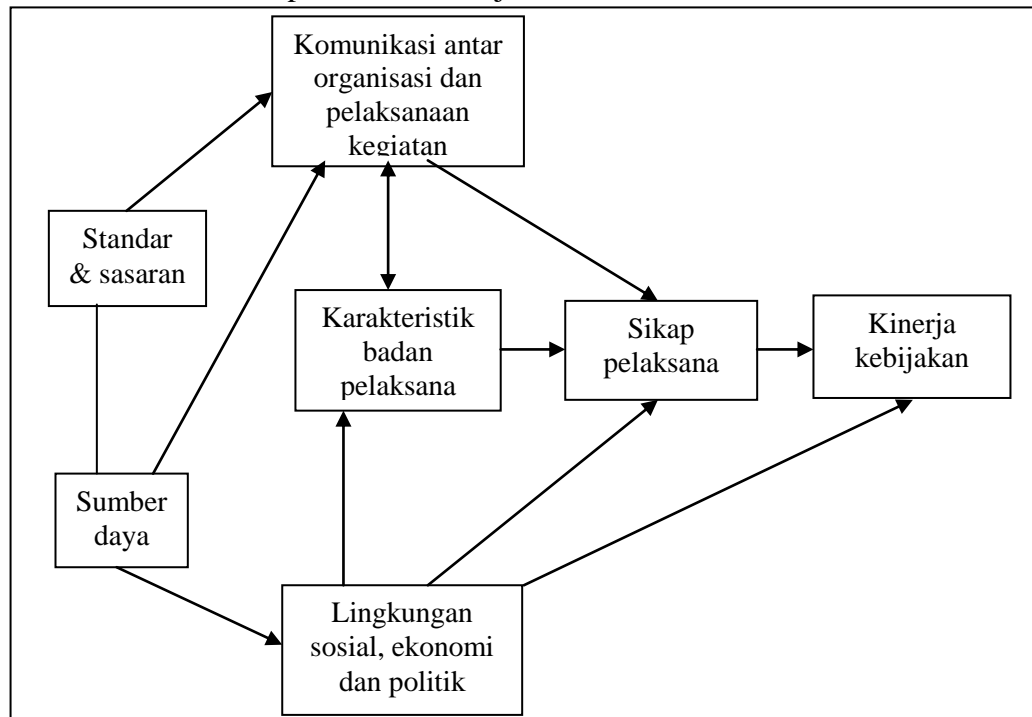 Komunikasi antar
organisasi dan
pelaksanaan
kegiatan
Standar
& sasaran
Karakteristik
badan
pelaksana
Sikap
pelaksana
Kinerja
kebijakan
Sumber
daya
Lingkungan
sosial, ekonomi
dan politik